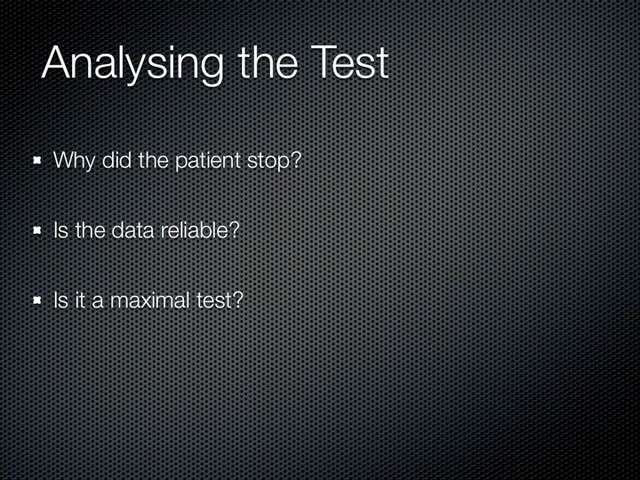 Analysing the Test
Why did the patient stop?
Is the data reliable?
Is it a maximal test?